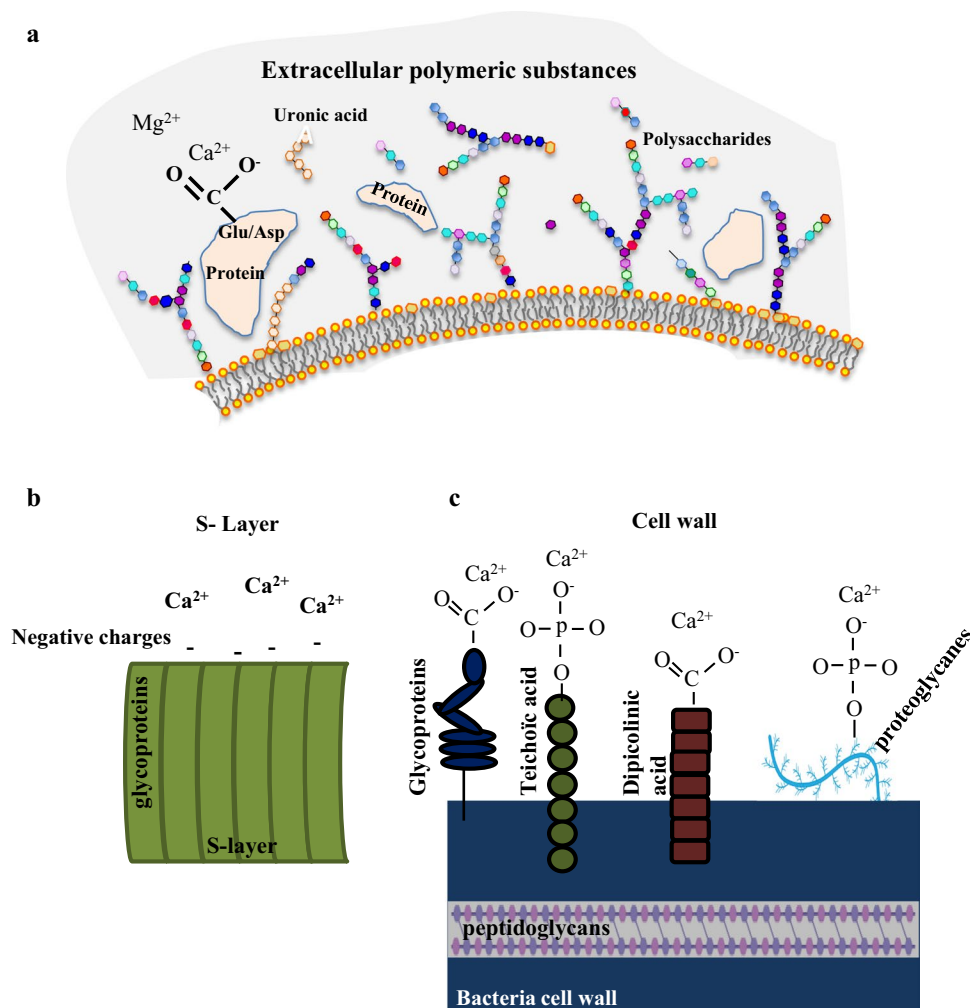 a
Extracellular polymeric substances
Mg²⁺
Uronic acid
A
Ca²⁺
Polysaccharides
O
O⁻
C
Protein
Glu/Asp
Protein
b
c
S- Layer
Cell wall
Ca²⁺ Ca²⁺ Ca²⁺
Negative charges
- - - -
glycoproteins
S-layer
Ca²⁺
O
O⁻
C
Glycoproteins
Ca²⁺
O⁻
O P O
O
Teichoïc acid
Ca²⁺
O
O⁻
C
Dipicolinic
acid
Ca²⁺
O⁻
O P O
O
proteoglycanes
peptidoglycans
Bacteria cell wall